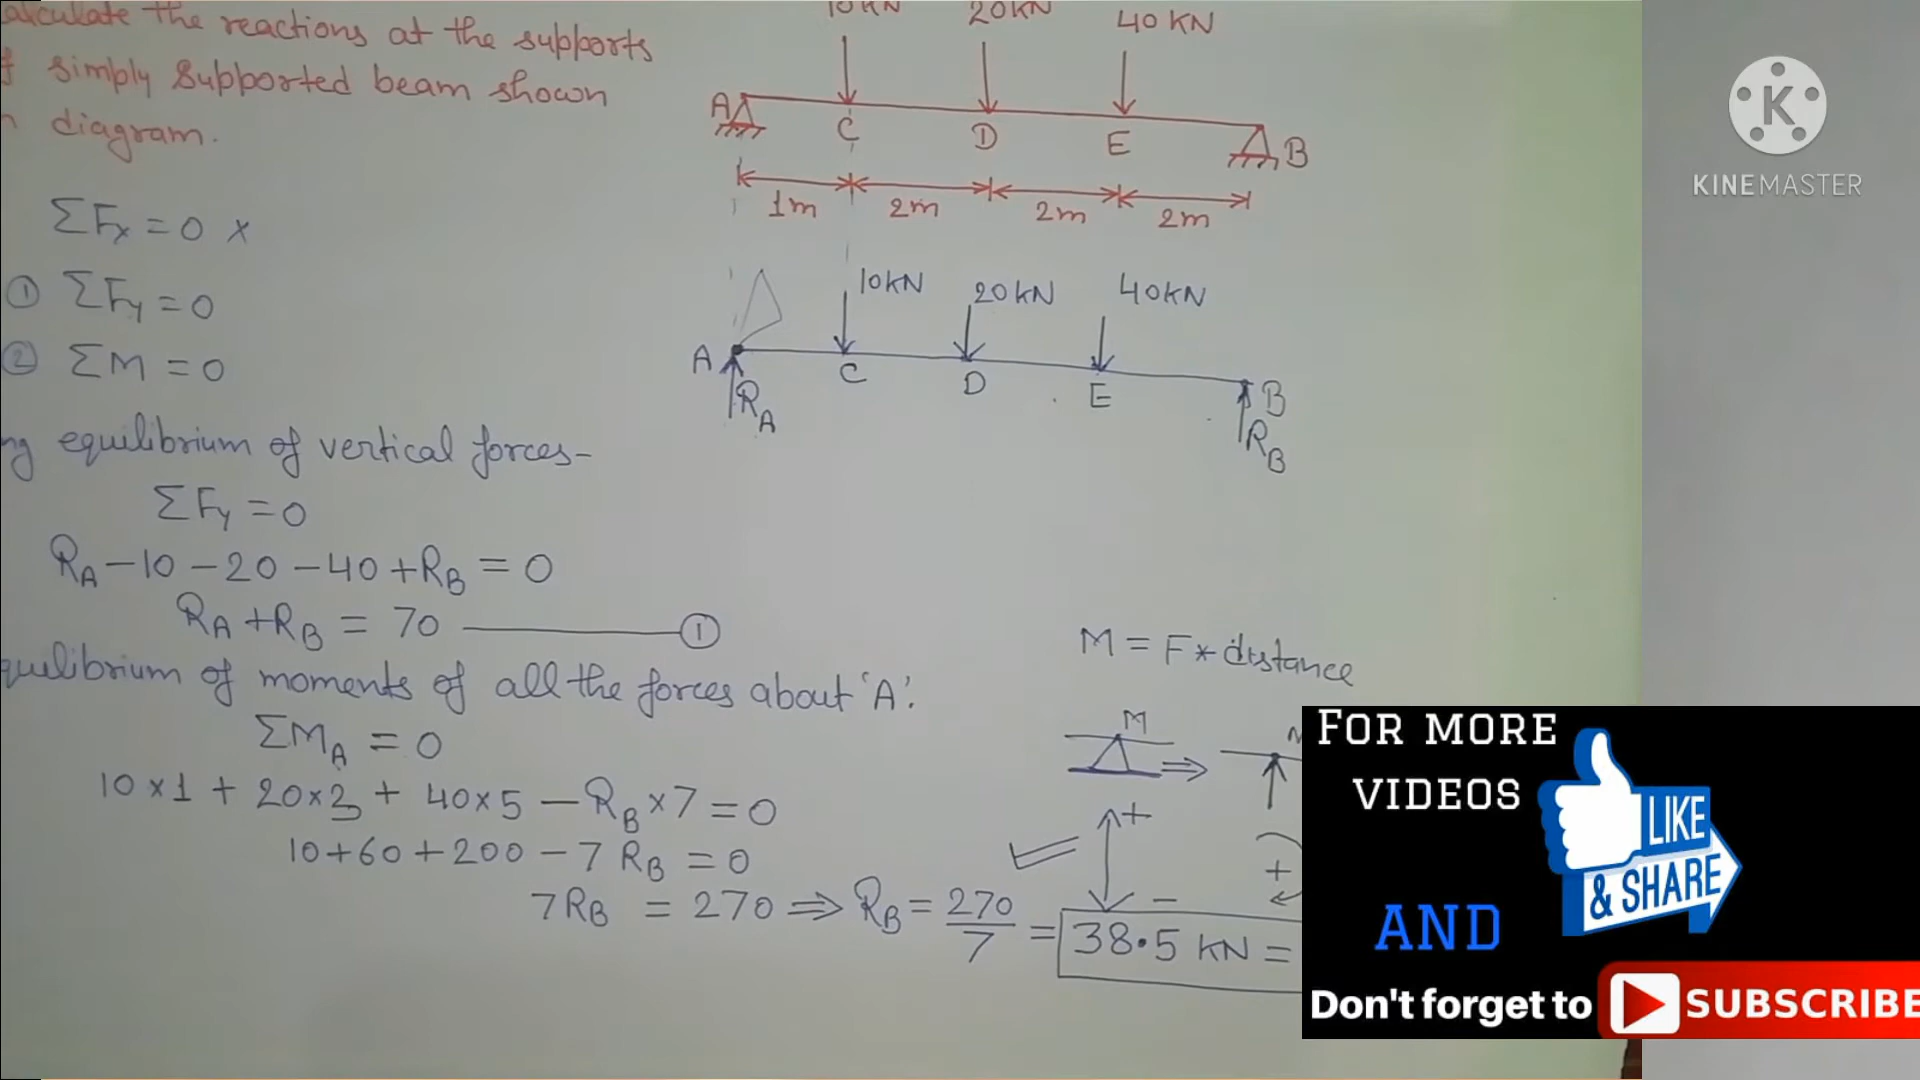 alculate the reactions at the supports
f simply supported beam shown
n diagram.
10 KN 20KN 40 KN
A C D E B
1m 2m 2m 2m
ΣFx = 0 x
① ΣFy = 0
② ΣM = 0
10KN 20KN 40KN
A C D E B
RA RB
ng equilibrium of vertical forces-
ΣFy = 0
RA - 10 - 20 - 40 + RB = 0
RA + RB = 70 ①
quilibrium of moments of all the forces about 'A'.
ΣMA = 0
10×1 + 20×3 + 40×5 - RB×7 = 0
10+60+200 - 7 RB = 0
7RB = 270 ⇒ RB = 270/7 = 38.5 KN =
M = F * distance
M ⇒
+
-
+
K
KINEMASTER
FOR MORE
VIDEOS
LIKE
& SHARE
AND
Don't forget to SUBSCRIBE